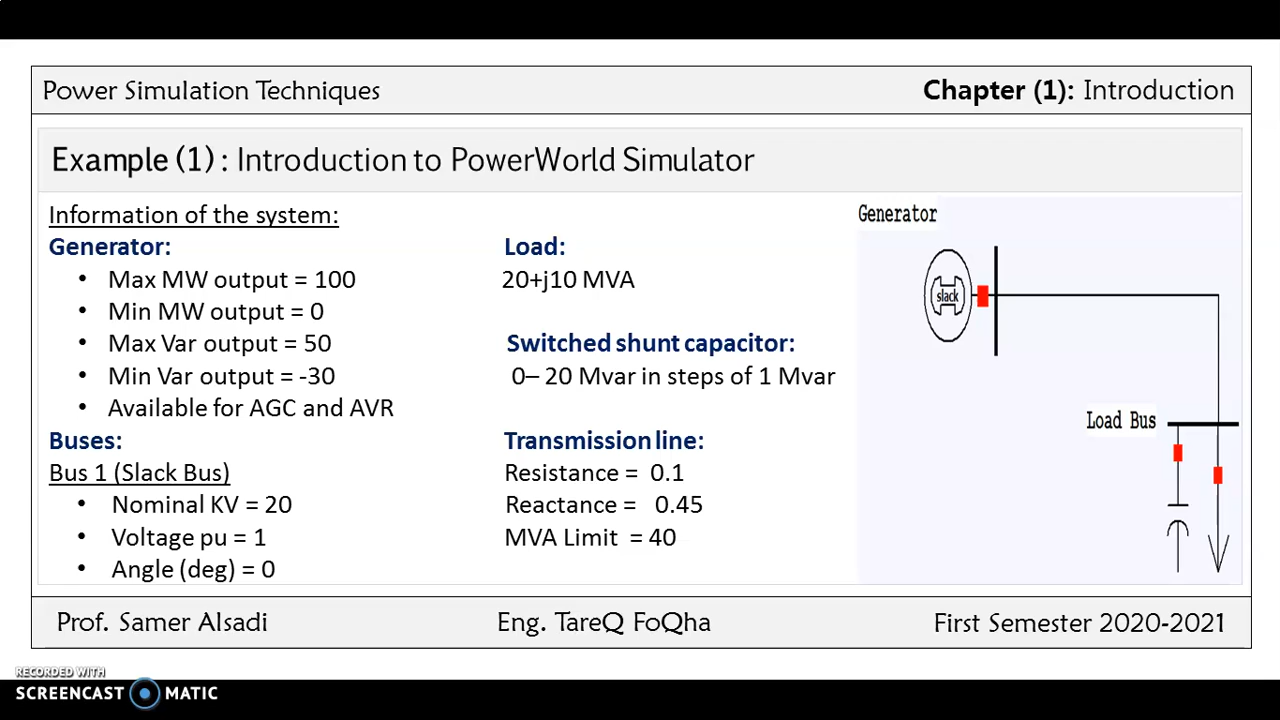 Power Simulation Techniques
Chapter (1): Introduction
Example (1) : Introduction to PowerWorld Simulator
Information of the system:
Generator:
• Max MW output = 100
• Min MW output = 0
• Max Var output = 50
• Min Var output = -30
• Available for AGC and AVR
Buses:
Bus 1 (Slack Bus)
• Nominal KV = 20
• Voltage pu = 1
• Angle (deg) = 0
Load:
20+j10 MVA
Switched shunt capacitor:
0– 20 Mvar in steps of 1 Mvar
Transmission line:
Resistance = 0.1
Reactance = 0.45
MVA Limit = 40
Generator
slack
Load Bus
Prof. Samer Alsadi
Eng. TareQ FoQha
First Semester 2020-2021
RECORDED WITH
SCREENCAST MATIC